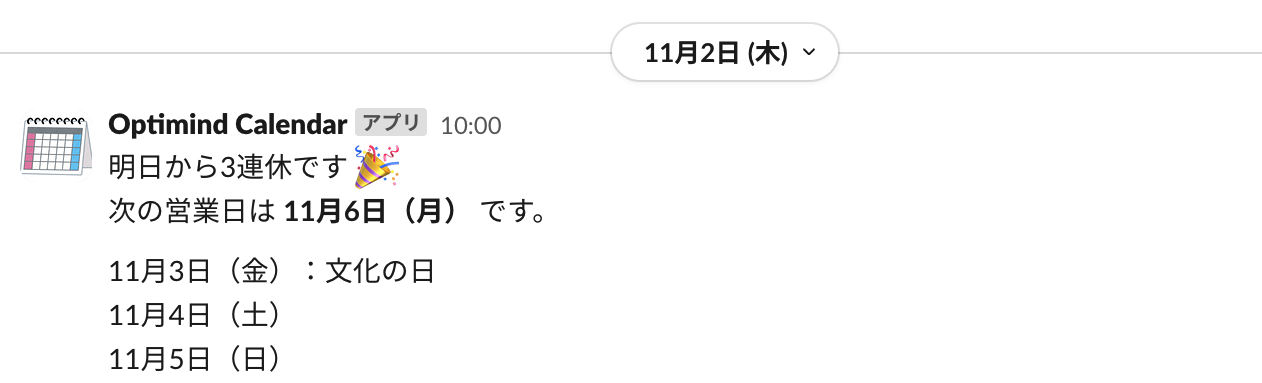 11月2日 (木)
Optimind Calendar アプリ 10:00
明日から3連休です
次の営業日は 11月6日（月） です。
11月3日（金）：文化の日
11月4日（土）
11月5日（日）